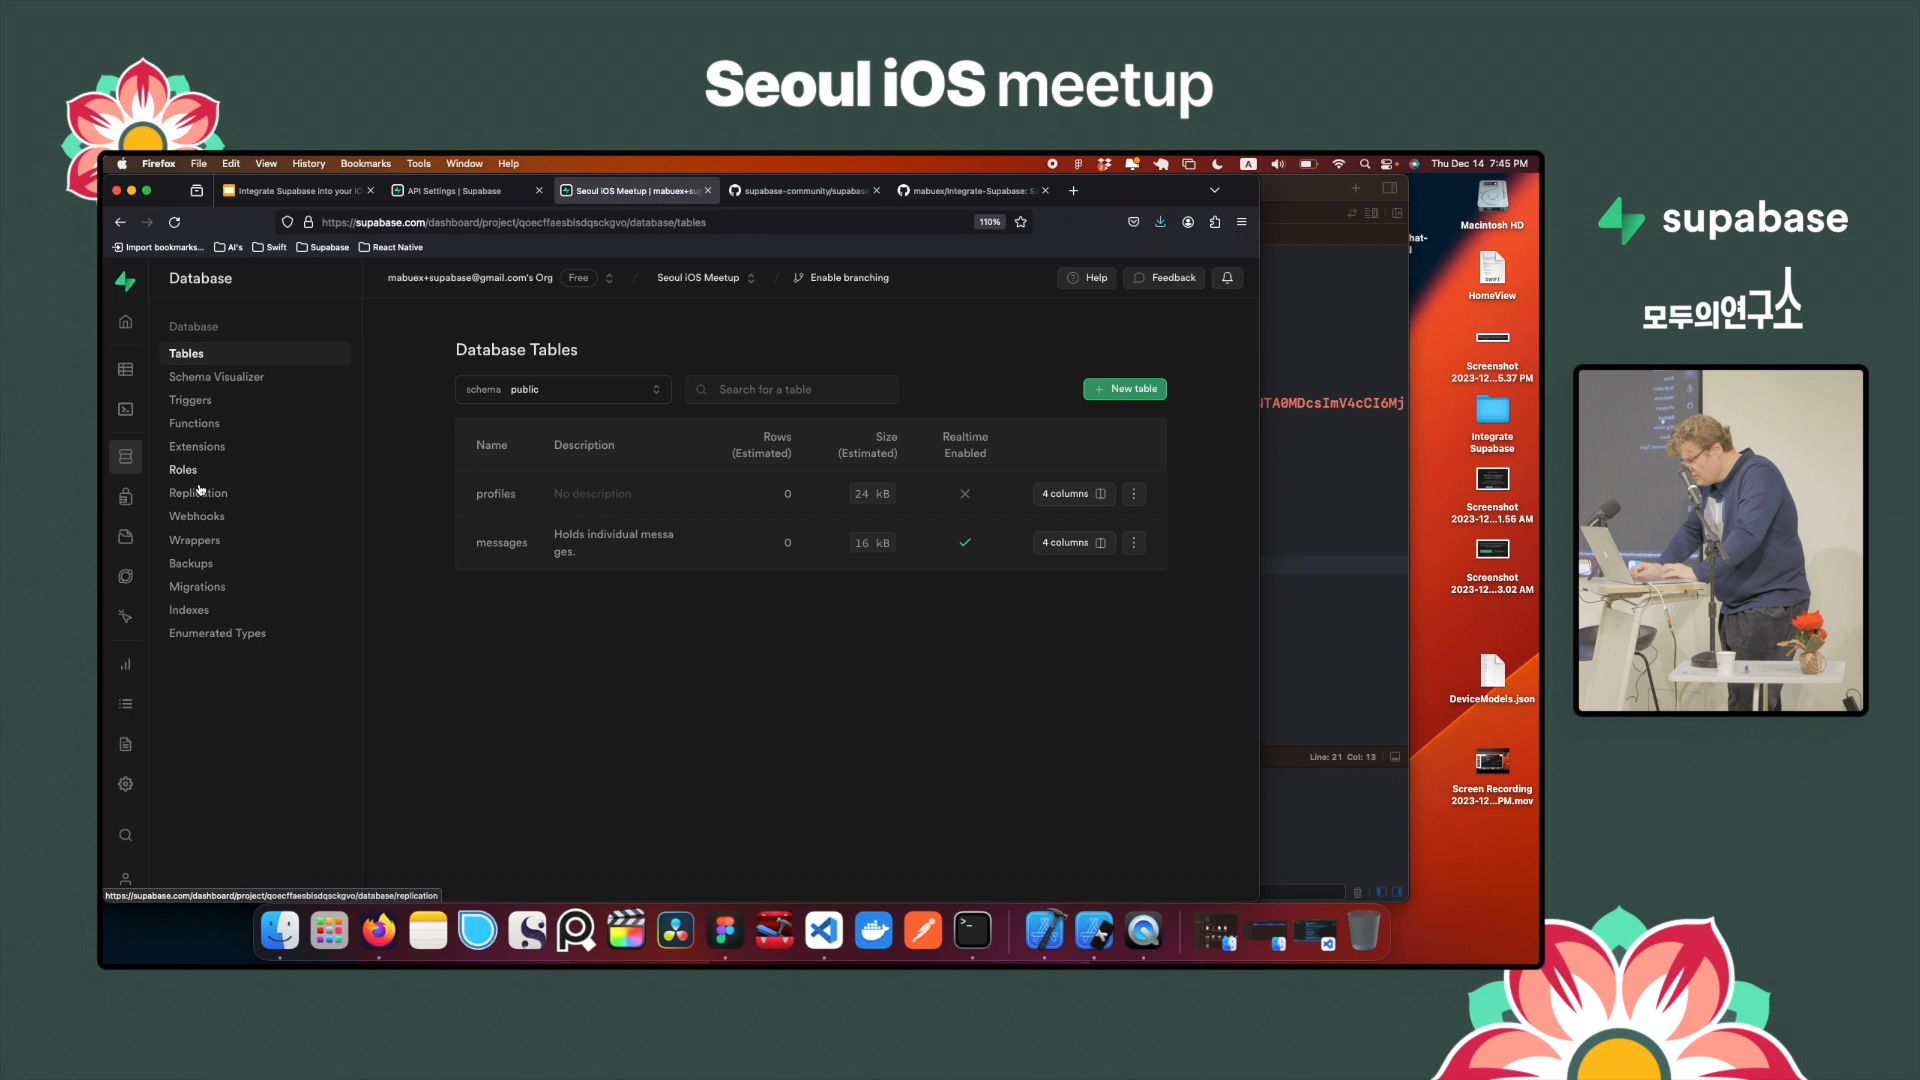 Seoul iOS meetup
Firefox File Edit View History Bookmarks Tools Window Help
A
Thu Dec 14 7:45 PM
Integrate Supabase into your iO
API Settings | Supabase
Seoul iOS Meetup | mabuex+su
supabase-community/supabase
mabuex/Integrate-Supabase: S
https://supabase.com/dashboard/project/qoecffaesblsdqsckgvo/database/tables
110%
Import bookmarks... AI's Swift Supabase React Native
Database
mabuex+supabase@gmail.com's Org Free / Seoul iOS Meetup / Enable branching
Help
Feedback
Database
Tables
Schema Visualizer
Triggers
Functions
Extensions
Roles
Replication
Webhooks
Wrappers
Backups
Migrations
Indexes
Enumerated Types
Database Tables
schema public
Search for a table
New table
Name Description Rows (Estimated) Size (Estimated) Realtime Enabled
profiles No description 0 24 kB 4 columns
messages Holds individual messa
ges. 0 16 kB 4 columns
https://supabase.com/dashboard/project/qoecffaesblsdqsckgvo/database/replication
hat-
NTA0MDcsImV4cCI6Mj
Line: 21 Col: 13
Macintosh HD
SWIFT
HomeView
Screenshot
2023-12...5.37 PM
Integrate
Supabase
Screenshot
2023-12...1.56 AM
Screenshot
2023-12...3.02 AM
DeviceModels.json
Screen Recording
2023-12...PM.mov
supabase
모두의연구소